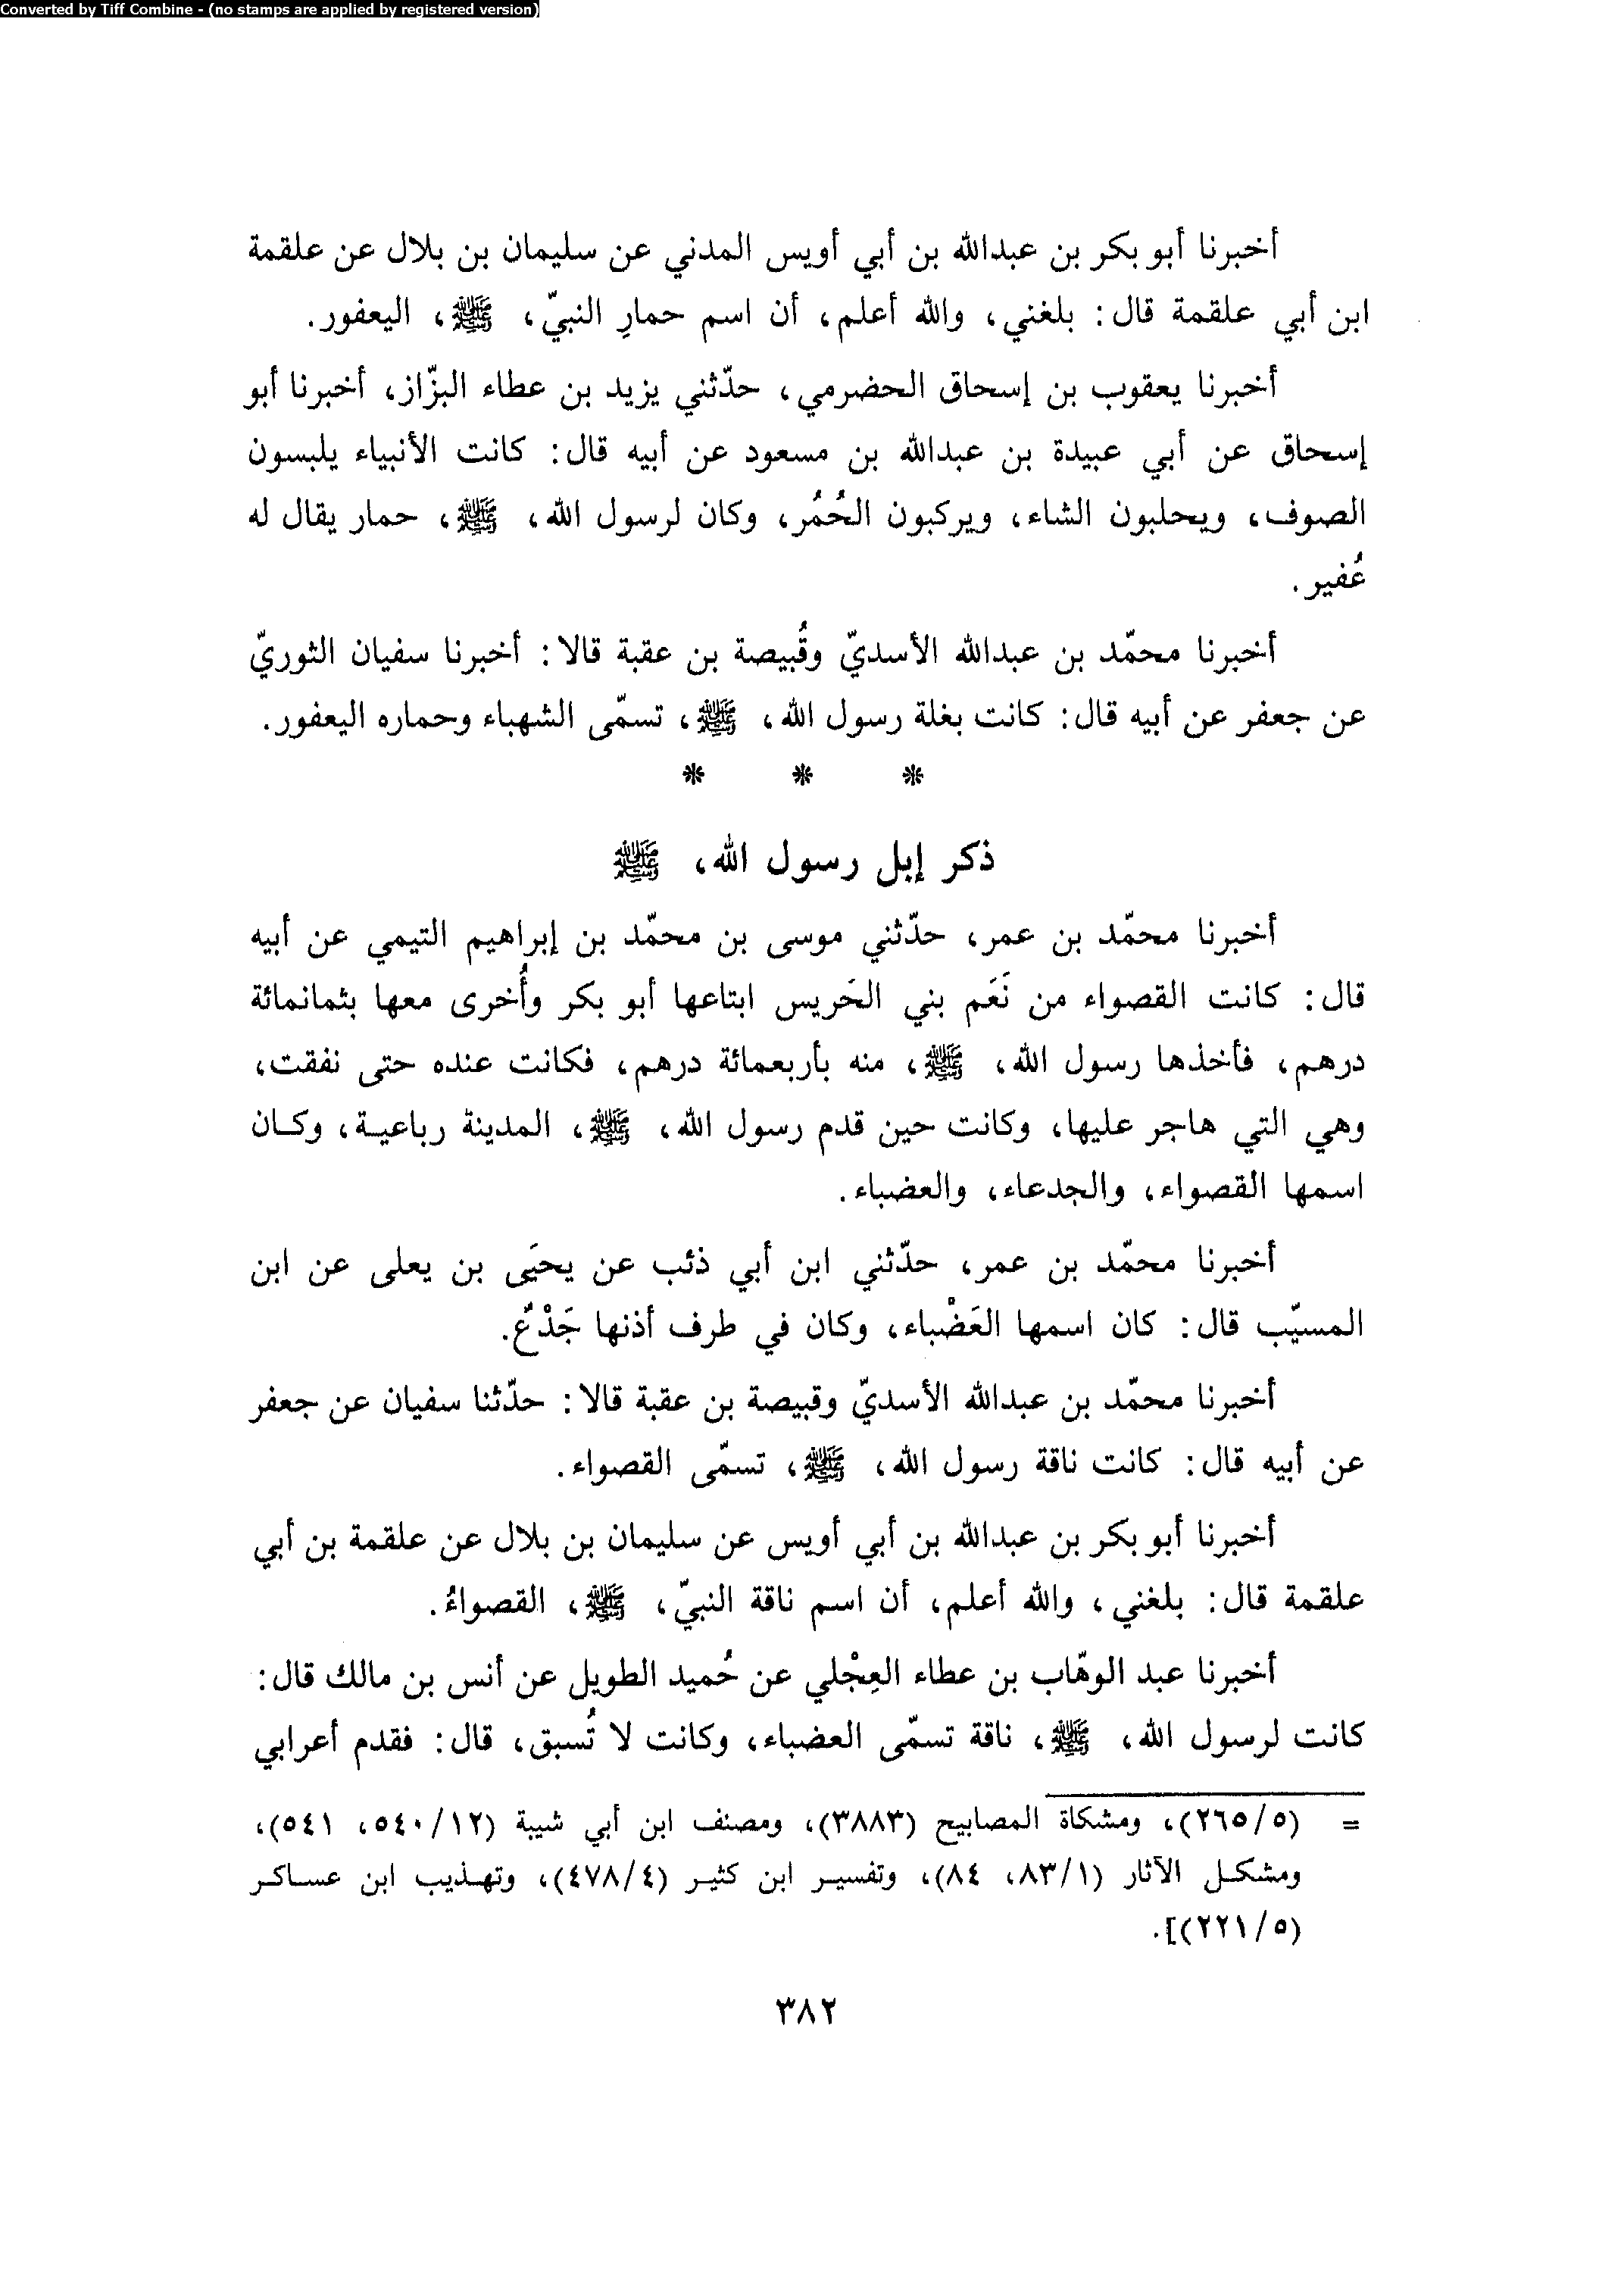 Converted by Tiff Combine - (no stamps are applied by registered version)
أخبرنا أبو بكر بن عبدالله بن أبي أويس المدني عن سليمان بن بلال عن علقمة
ابن أبي علقمة قال: بلغني، والله أعلم، أن اسم حمارِ النبيّ، ﷺ، اليعفور.
أخبرنا يعقوب بن إسحاق الحضرمي، حدّثني يزيد بن عطاء البزّاز، أخبرنا أبو
إسحاق عن أبي عبيدة بن عبدالله بن مسعود عن أبيه قال: كانت الأنبياء يلبسون
الصوف، ويحلبون الشاء، ويركبون الحُمُر، وكان لرسول الله، ﷺ، حمار يقال له
عُفير.
أخبرنا محمّد بن عبدالله الأسديّ وقُبيصة بن عقبة قالا: أخبرنا سفيان الثوريّ
عن جعفر عن أبيه قال: كانت بغلة رسول الله، ﷺ، تسمّى الشهباء وحماره اليعفور.
* * *
ذكر إبل رسول الله، ﷺ
أخبرنا محمّد بن عمر، حدّثني موسى بن محمّد بن إبراهيم التيمي عن أبيه
قال: كانت القصواء من نَعَم بني الحَريس ابتاعها أبو بكر وأُخرى معها بثمانمائة
درهم، فأخذها رسول الله، ﷺ، منه بأربعمائة درهم، فكانت عنده حتى نفقت،
وهي التي هاجر عليها، وكانت حين قدم رسول الله، ﷺ، المدينة رباعيـة، وكـان
اسمها القصواء، والجدعاء، والعضباء.
أخبرنا محمّد بن عمر، حدّثني ابن أبي ذئب عن يحيَى بن يعلى عن ابن
المسيّب قال: كان اسمها العَضْباء، وكان في طرف أذنها جَدْعٌ.
أخبرنا محمّد بن عبدالله الأسديّ وقبيصة بن عقبة قالا: حدّثنا سفيان عن جعفر
عن أبيه قال: كانت ناقة رسول الله، ﷺ، تسمّى القصواء.
أخبرنا أبو بكر بن عبدالله بن أبي أويس عن سليمان بن بلال عن علقمة بن أبي
علقمة قال: بلغني، والله أعلم، أن اسم ناقة النبيّ، ﷺ، القصواءُ.
أخبرنا عبد الوهّاب بن عطاء العِجْلي عن حُميد الطويل عن أنس بن مالك قال:
كانت لرسول الله، ﷺ، ناقة تسمّى العضباء، وكانت لا تُسبق، قال: فقدم أعرابي
= (٢٦٥/٥)، ومشكاة المصابيح (٣٨٨٣)، ومصنف ابن أبي شيبة (٥٤٠/١٢، ٥٤١)،
ومشكـل الآثار (٨٣/١، ٨٤)، وتفسيـر ابن كثيـر (٤٧٨/٤)، وتهـذيب ابن عسـاكـر
(٢٢١/٥)].
٣٨٢